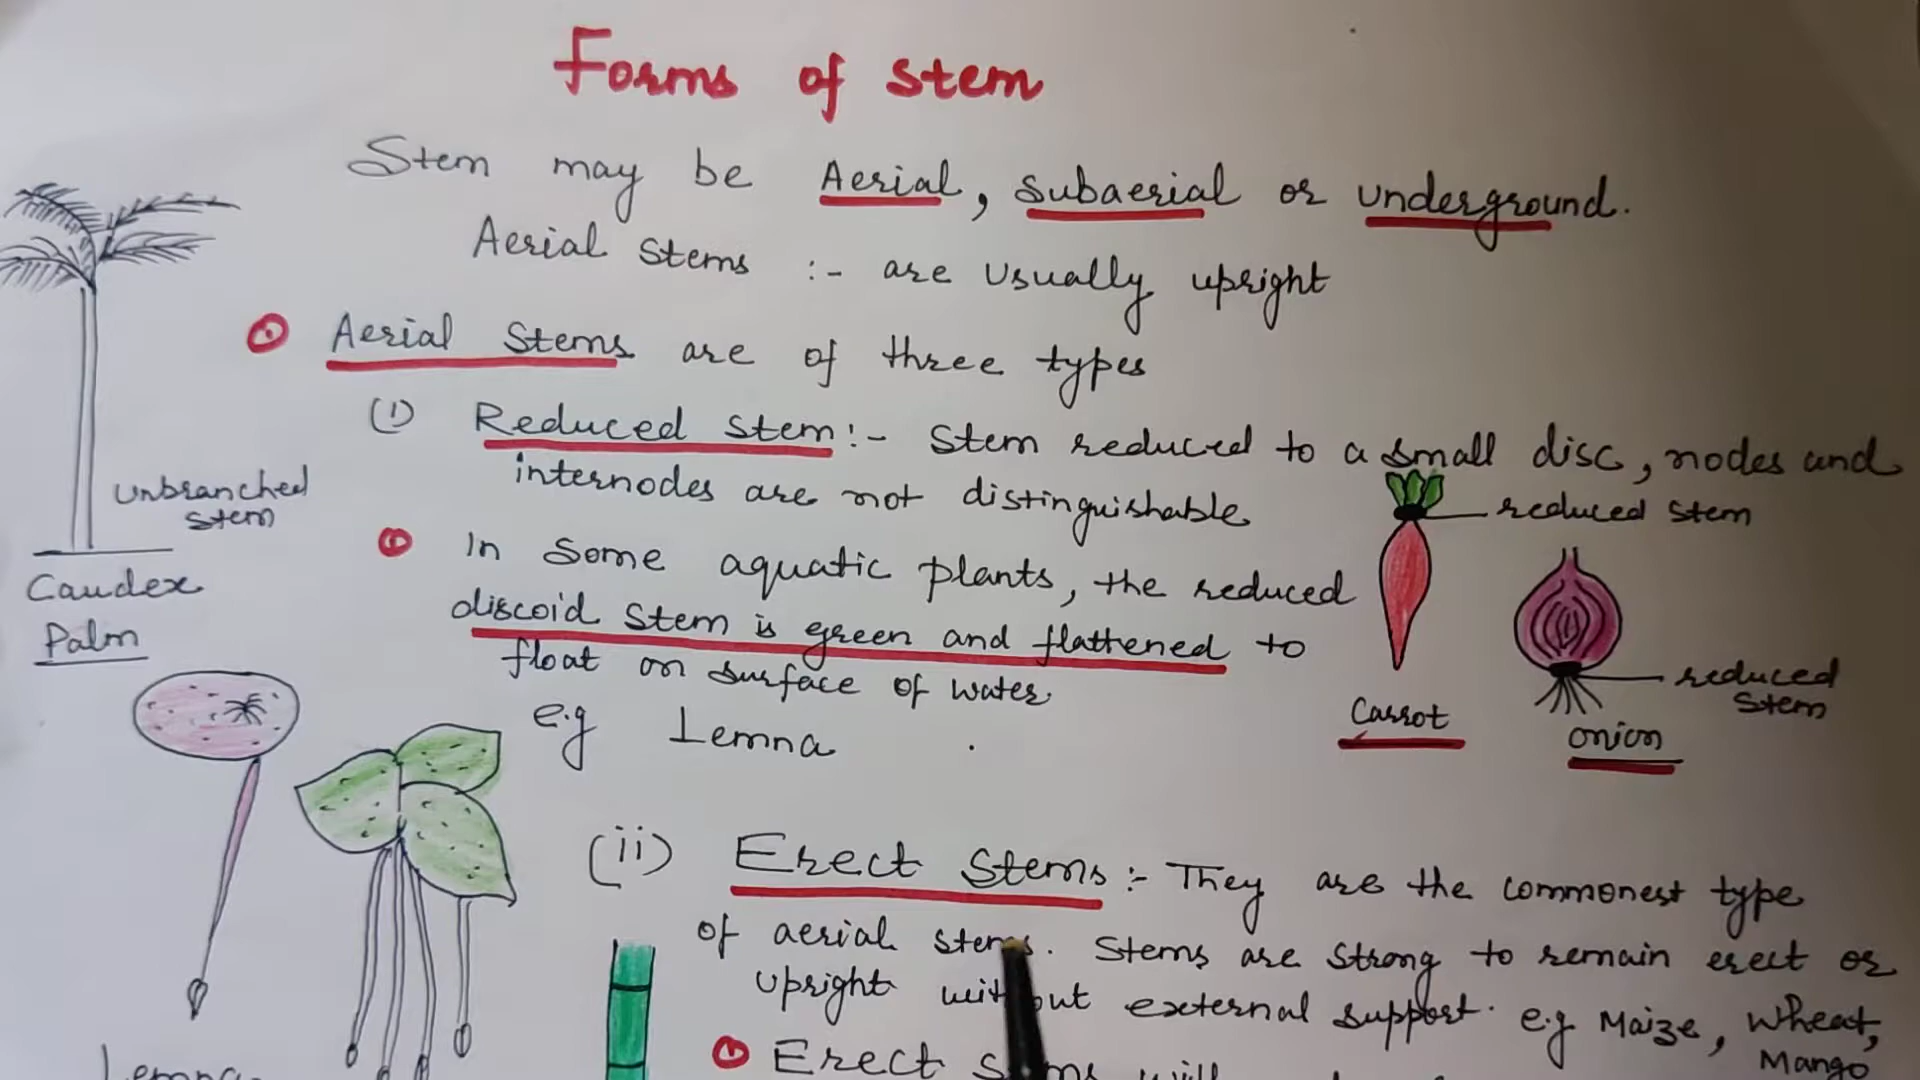 Forms of stem
Stem may be Aerial, subaerial or underground.
Aerial Stems :- are usually upright
Aerial Stems are of three types
(1) Reduced stem :- Stem reduced to a small disc, nodes and
internodes are not distinguishable
reduced stem
unbranched
stem
In some aquatic plants, the reduced
discoid stem is green and flattened to
float on surface of water
e.g Lemna
Caudex
Palm
reduced
stem
Carrot
onion
(ii) Erect Stems :- They are the commonest type
of aerial stems. Stems are strong to remain erect or
upright without external support. e.g Maize, wheat,
Mango
Lemna
Erect stems will